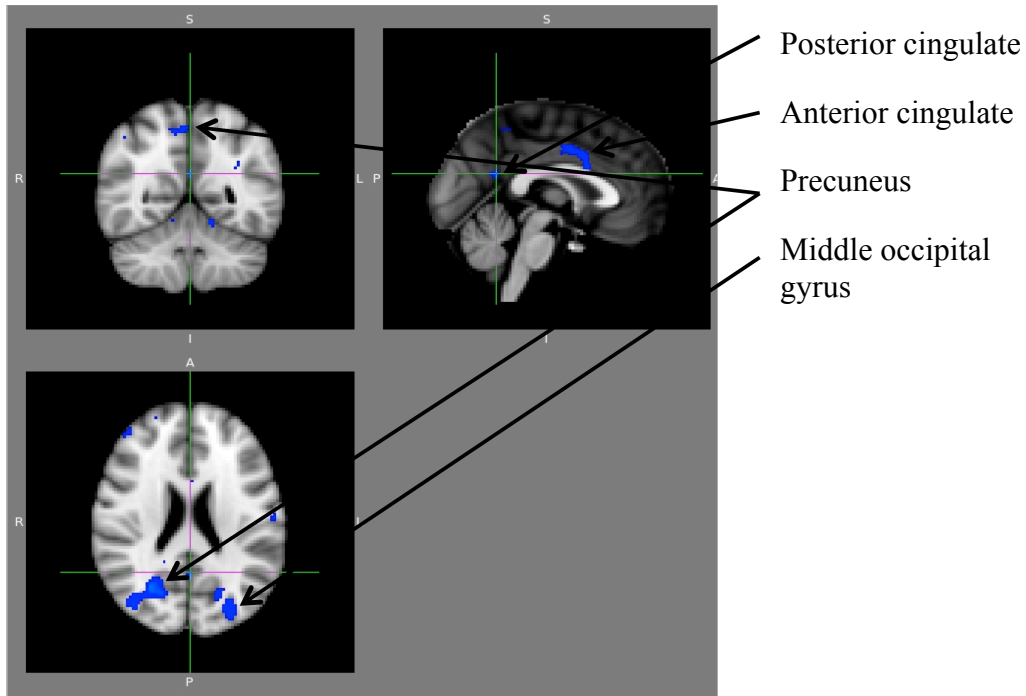 S
S
Posterior cingulate
Anterior cingulate
R
L
P
A
Precuneus
Middle occipital
gyrus
I
I
A
R
L
P